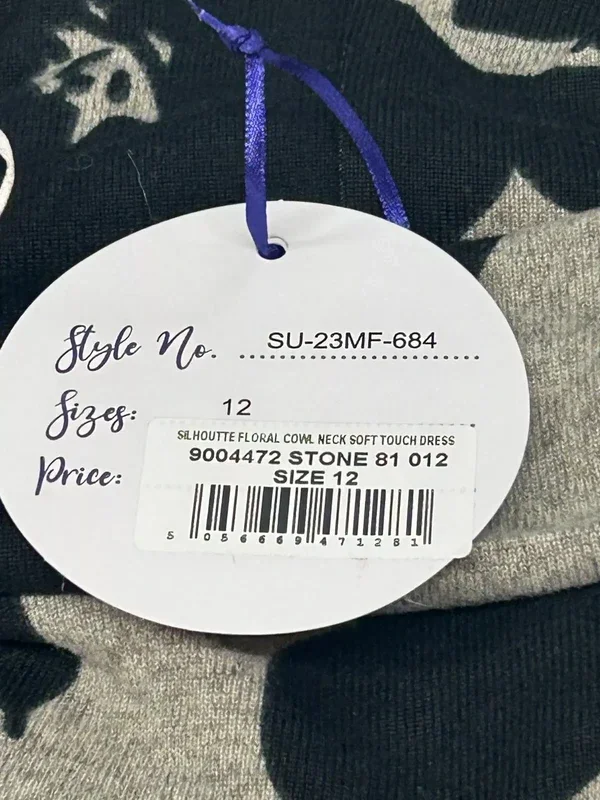 Style No. SU-23MF-684
Sizes: 12
Price:
SILHOUTTE FLORAL COWL NECK SOFT TOUCH DRESS
9004472 STONE 81 012
SIZE 12
5 056669 471281